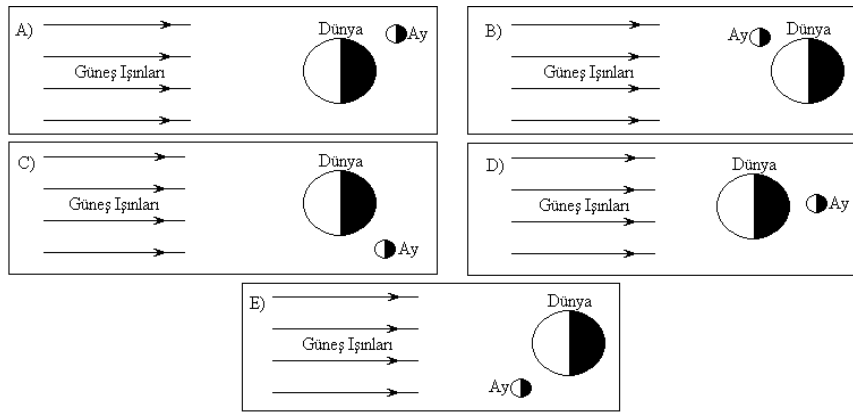 A)
Dünya
Ay
Güneş Işınları
B)
Dünya
Ay
Güneş Işınları
C)
Dünya
Güneş Işınları
Ay
D)
Dünya
Güneş Işınları
Ay
E)
Dünya
Güneş Işınları
Ay